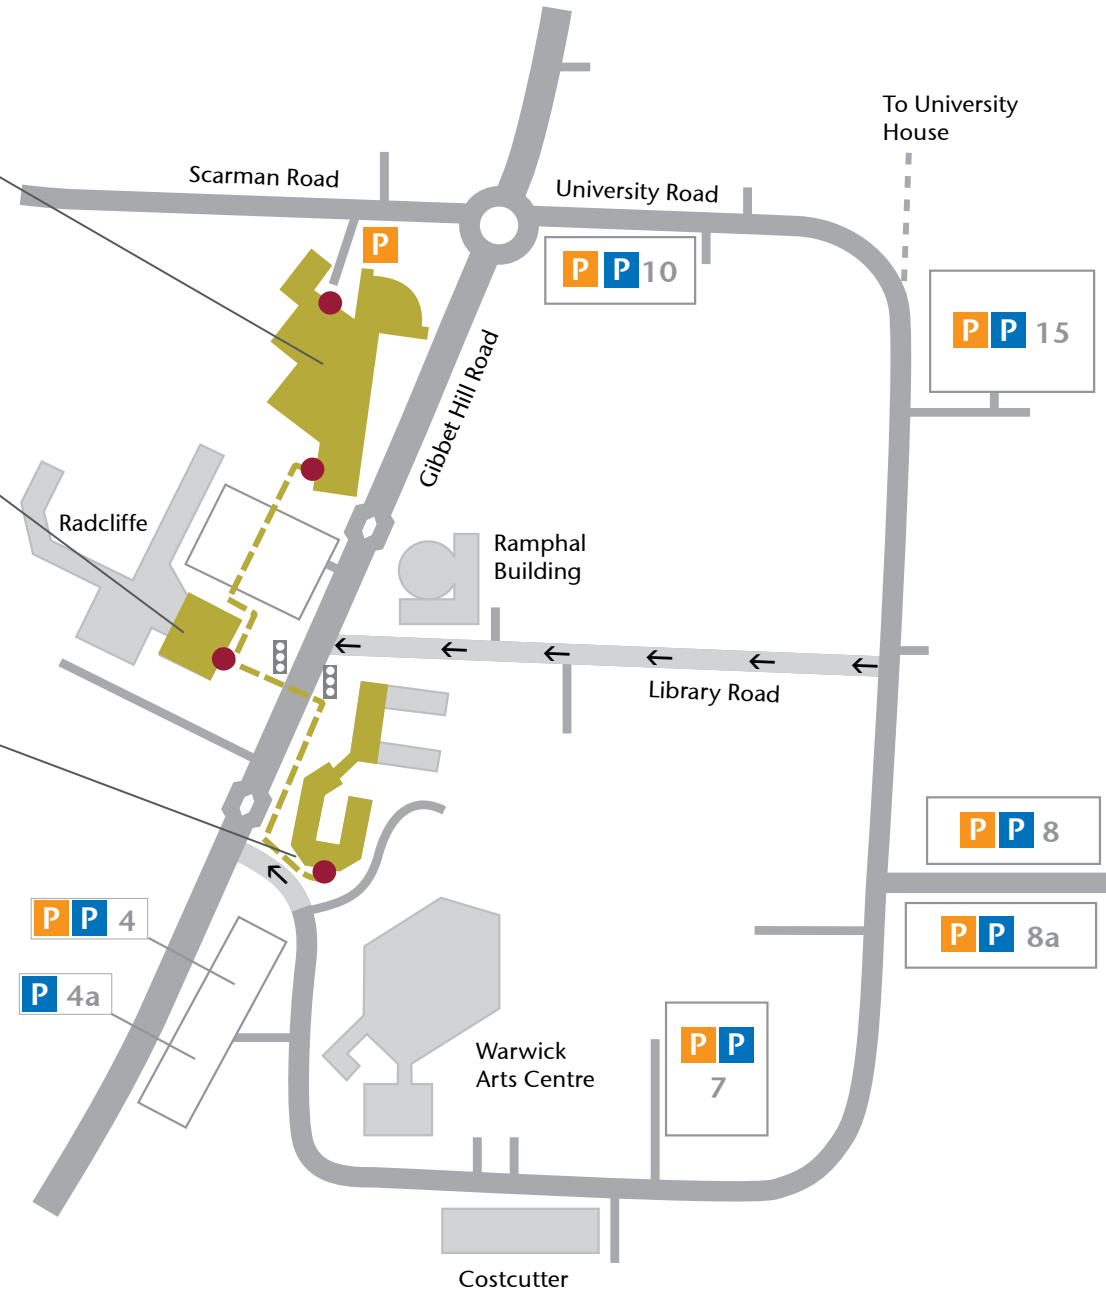 To University
House
Scarman Road
University Road
P
P P 10
P P 15
Gibbet Hill Road
Radcliffe
Ramphal
Building
Library Road
P P 8
P P 4
P P 8a
P 4a
P P
7
Warwick
Arts Centre
Costcutter